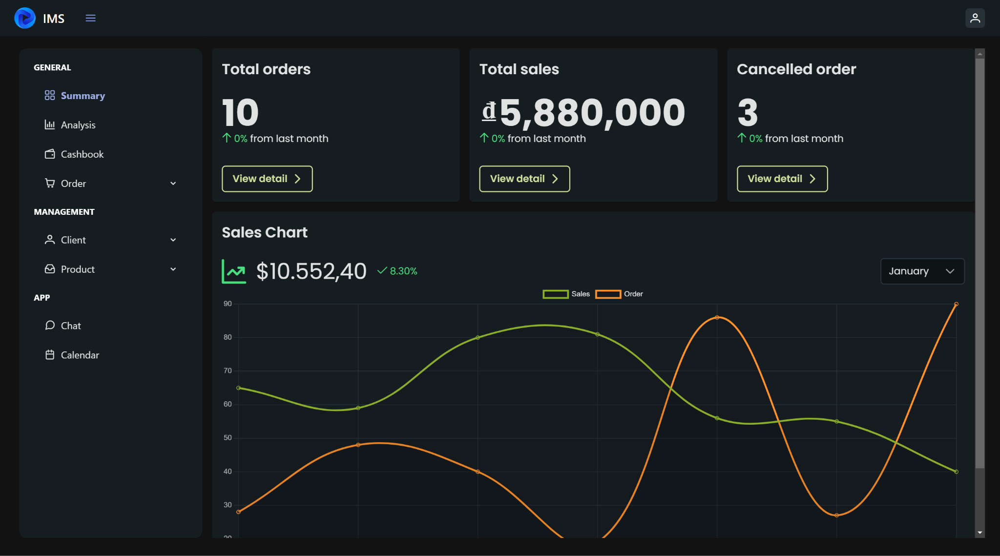 IMS
GENERAL
Summary
Analysis
Cashbook
Order
MANAGEMENT
Client
Product
APP
Chat
Calendar
Total orders
10
0% from last month
View detail
Total sales
₫5,880,000
0% from last month
View detail
Cancelled order
3
0% from last month
View detail
Sales Chart
$10.552,40 8.30%
January
Sales Order
90
80
70
60
50
40
30